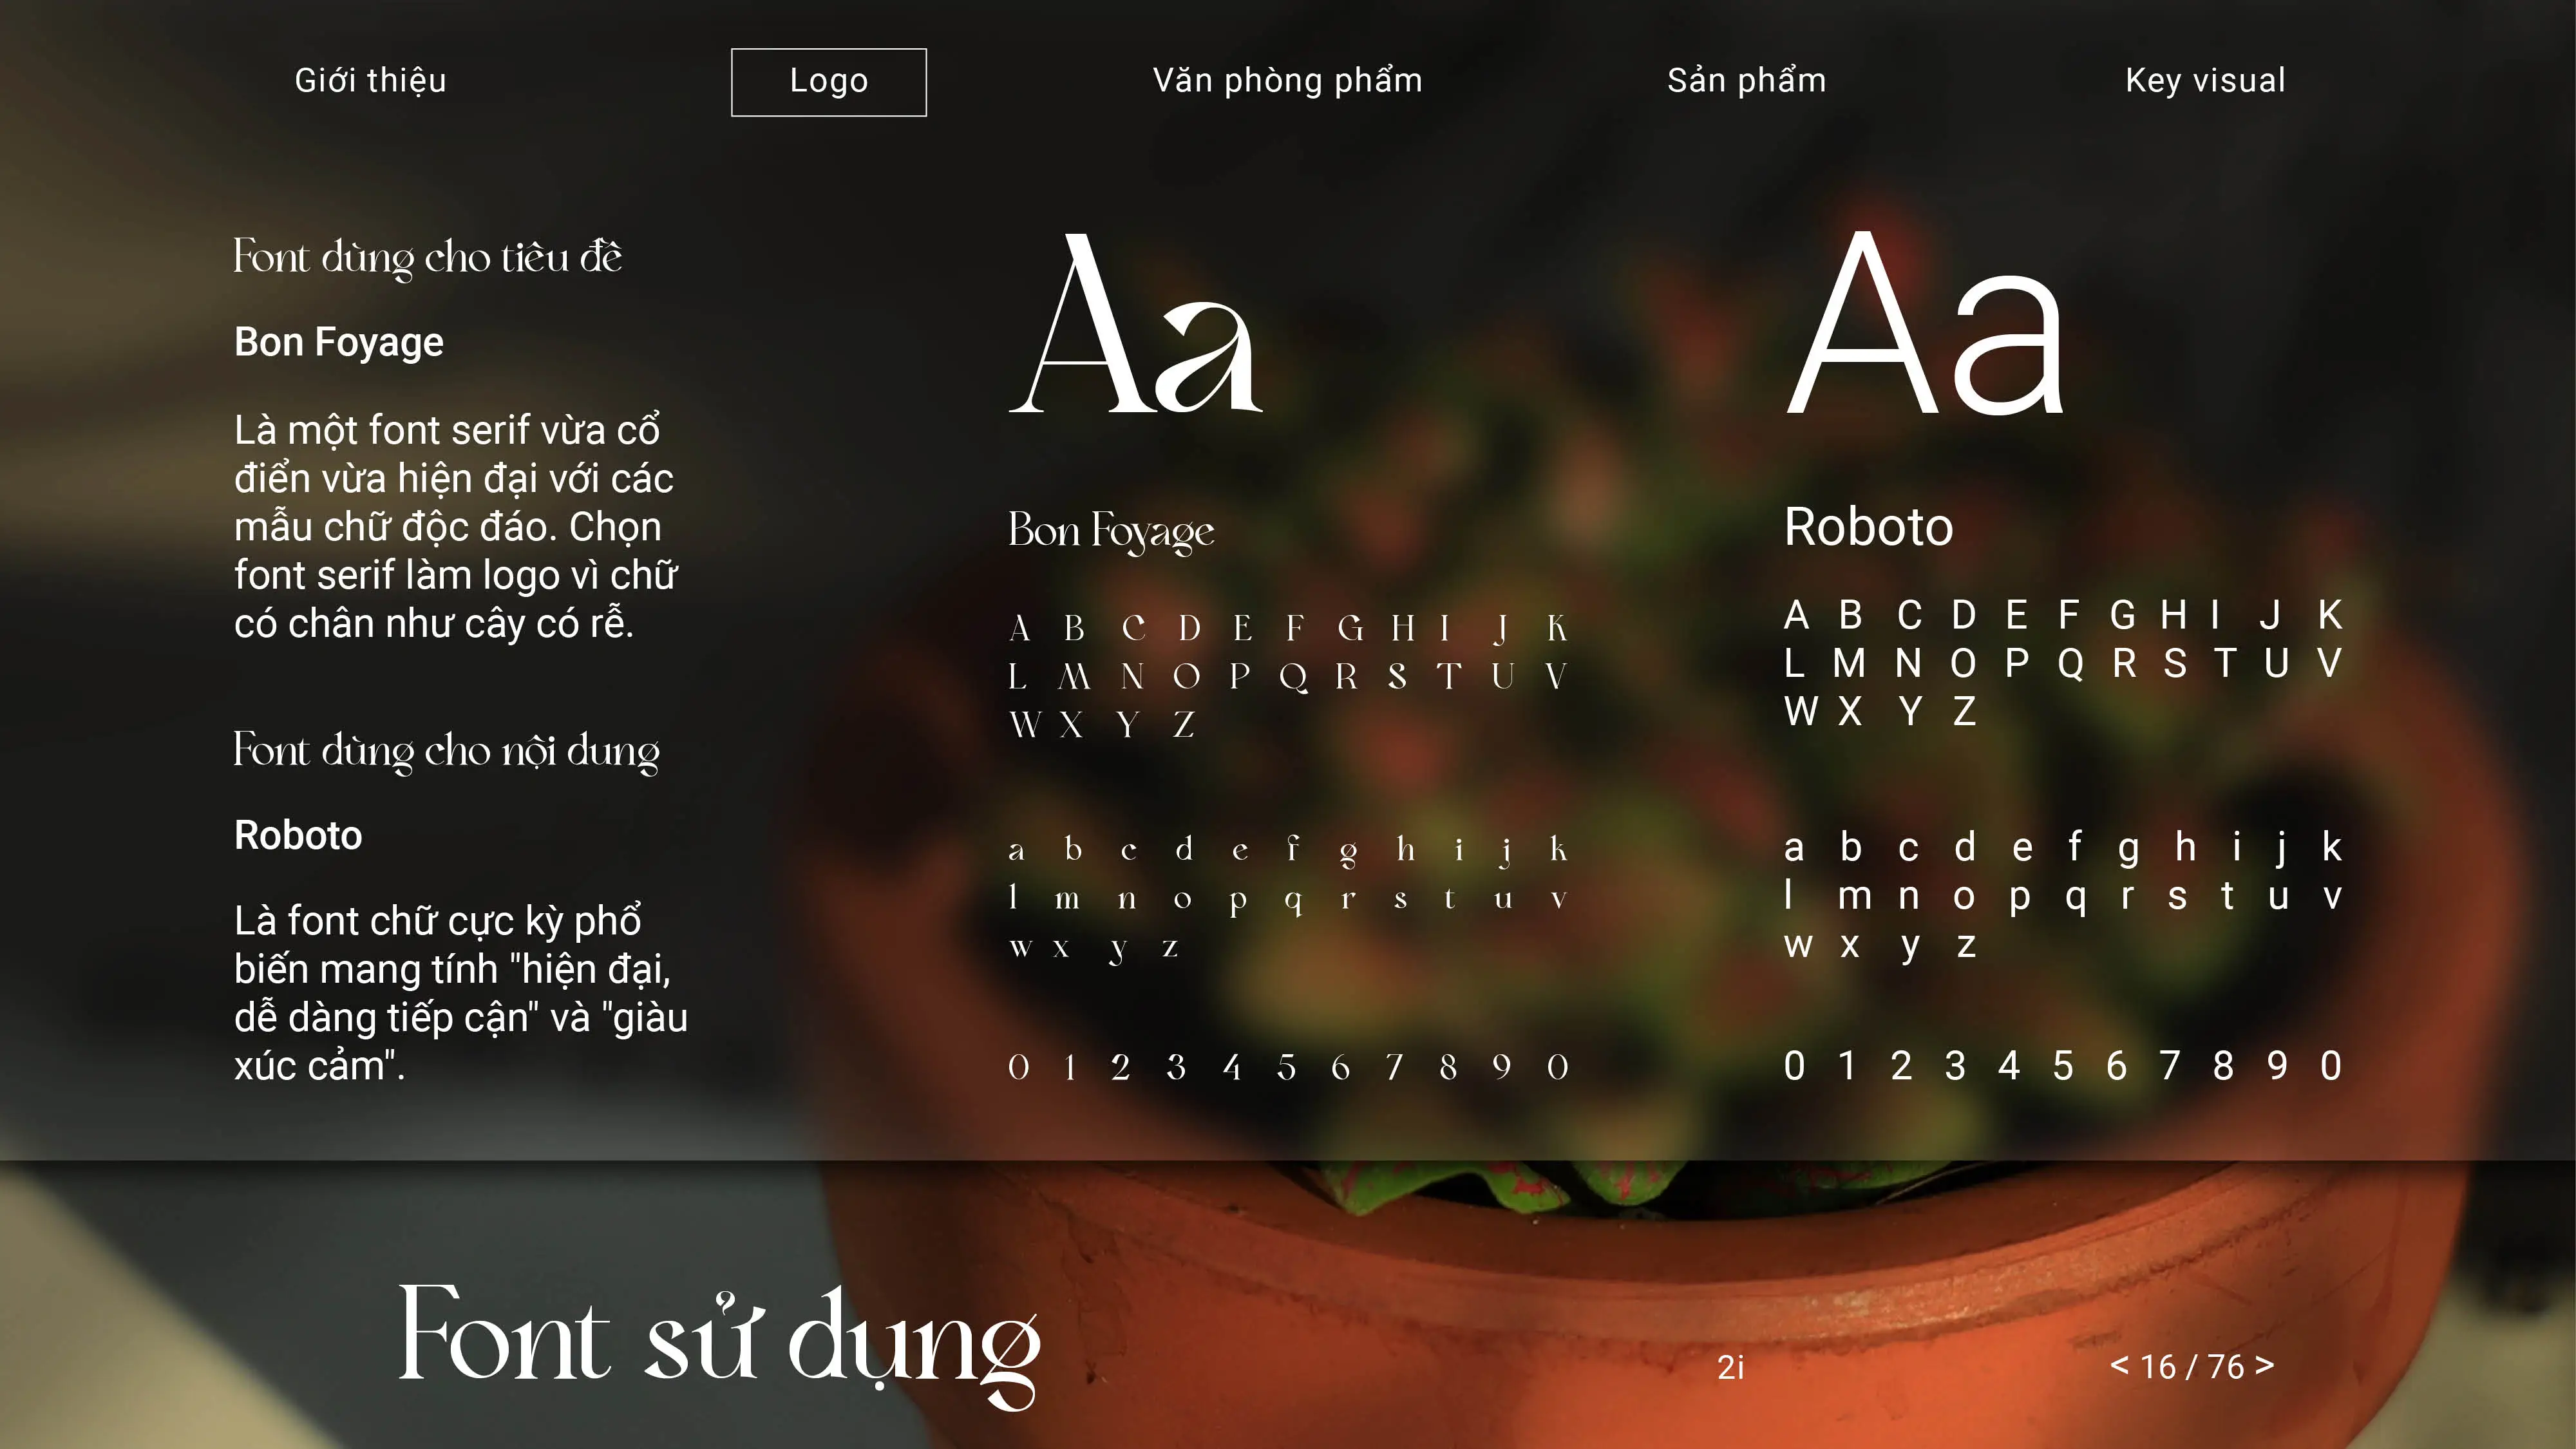 Giới thiệu
Logo
Văn phòng phẩm
Sản phẩm
Key visual
Font dùng cho tiêu đề
Bon Foyage
Là một font serif vừa cổ
điển vừa hiện đại với các
mẫu chữ độc đáo. Chọn
font serif làm logo vì chữ
có chân như cây có rễ.
Font dùng cho nội dung
Roboto
Là font chữ cực kỳ phổ
biến mang tính "hiện đại,
dễ dàng tiếp cận" và "giàu
xúc cảm".
Aa
Bon Foyage
A B C D E F G H I J K
L M N O P Q R S T U V
W X Y Z
a b c d e f g h i j k
l m n o p q r s t u v
w x y z
0 1 2 3 4 5 6 7 8 9 0
Aa
Roboto
A B C D E F G H I J K
L M N O P Q R S T U V
W X Y Z
a b c d e f g h i j k
l m n o p q r s t u v
w x y z
0 1 2 3 4 5 6 7 8 9 0
Font sử dụng
2i
< 16 / 76 >